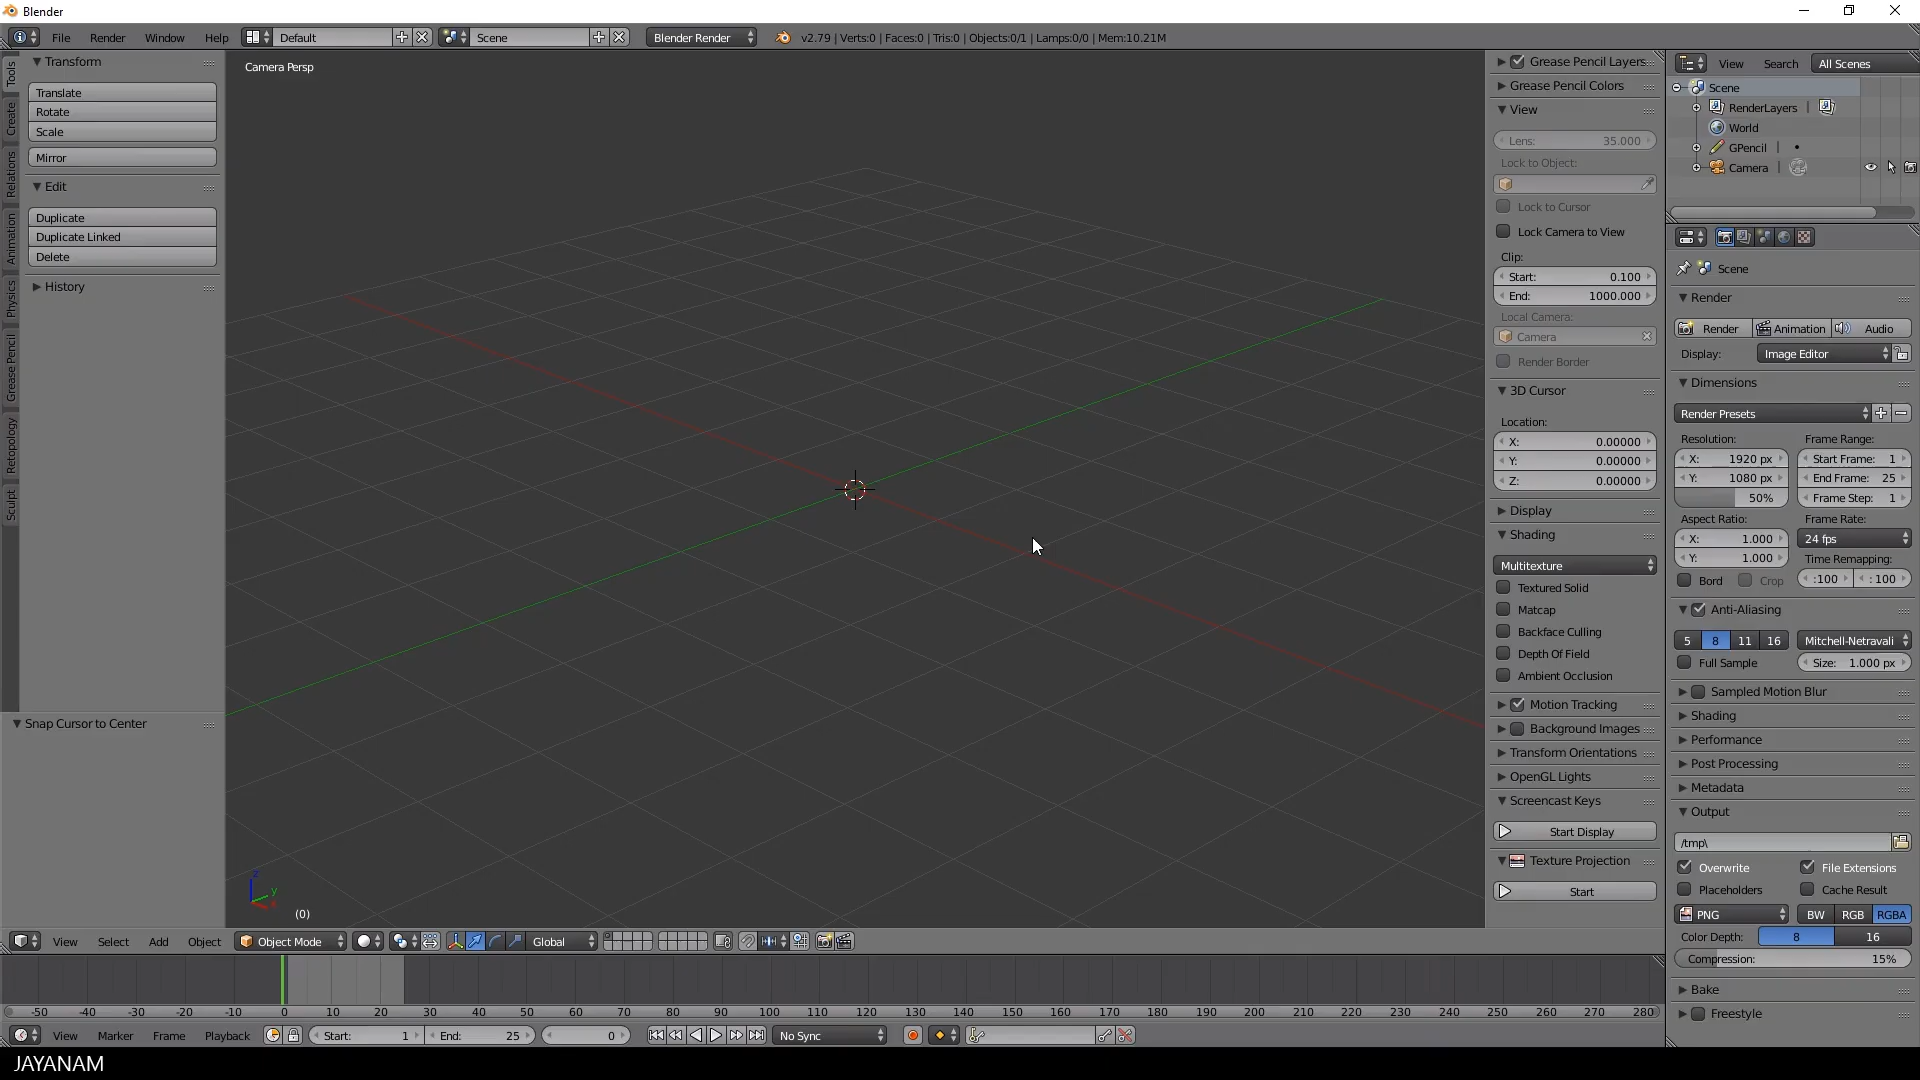 Blender
File Render Window Help Default Scene Blender Render v2.79 | Verts:0 | Faces:0 | Tris:0 | Objects:0/1 | Lamps:0/0 | Mem:10.21M
Tools
Create
Relations
Animation
Physics
Grease Pencil
Retopology
Sculpt
Transform
Translate
Rotate
Scale
Mirror
Edit
Duplicate
Duplicate Linked
Delete
History
Snap Cursor to Center
Camera Persp
z
y
x
(0)
Grease Pencil Layers
Grease Pencil Colors
View
Lens: 35.000
Lock to Object:
Lock to Cursor
Lock Camera to View
Clip:
Start: 0.100
End: 1000.000
Local Camera:
Camera
Render Border
3D Cursor
Location:
X: 0.00000
Y: 0.00000
Z: 0.00000
Display
Shading
Multitexture
Textured Solid
Matcap
Backface Culling
Depth Of Field
Ambient Occlusion
Motion Tracking
Background Images
Transform Orientations
OpenGL Lights
Screencast Keys
Start Display
Texture Projection
Start
View Search All Scenes
Scene
RenderLayers
World
GPencil
Camera
Scene
Render
Render Animation Audio
Display: Image Editor
Dimensions
Render Presets
Resolution: Frame Range:
X: 1920 px Start Frame: 1
Y: 1080 px End Frame: 25
50% Frame Step: 1
Aspect Ratio: Frame Rate:
X: 1.000 24 fps
Y: 1.000 Time Remapping:
Bord Crop :100 : 100
Anti-Aliasing
5 8 11 16 Mitchell-Netravali
Full Sample Size: 1.000 px
Sampled Motion Blur
Shading
Performance
Post Processing
Metadata
Output
/tmp\
Overwrite File Extensions
Placeholders Cache Result
PNG BW RGB RGBA
Color Depth: 8 16
Compression: 15%
Bake
Freestyle
View Select Add Object Object Mode Global
-50 -40 -30 -20 -10 0 10 20 30 40 50 60 70 80 90 100 110 120 130 140 150 160 170 180 190 200 210 220 230 240 250 260 270 280
View Marker Frame Playback Start: 1 End: 25 0 No Sync
JAYANAM